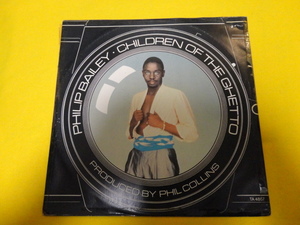 PHILIP BAILEY · CHILDREN OF THE GHETTO
PRODUCED BY PHIL COLLINS